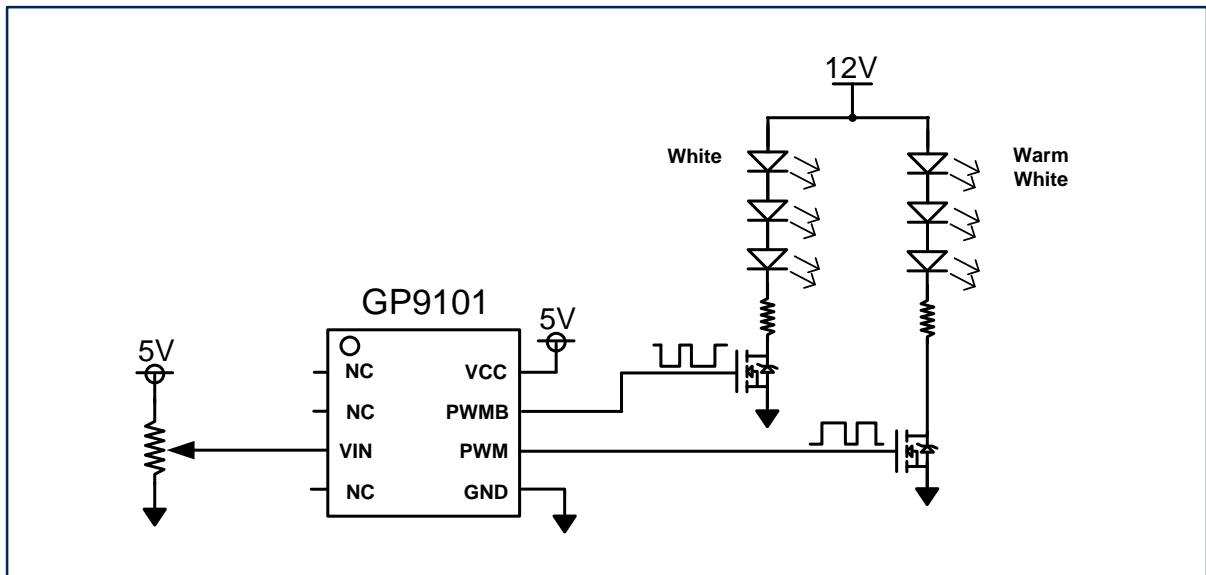 12V
White
Warm
White
GP9101
5V
5V
NC
VCC
NC
PWMB
VIN
PWM
NC
GND